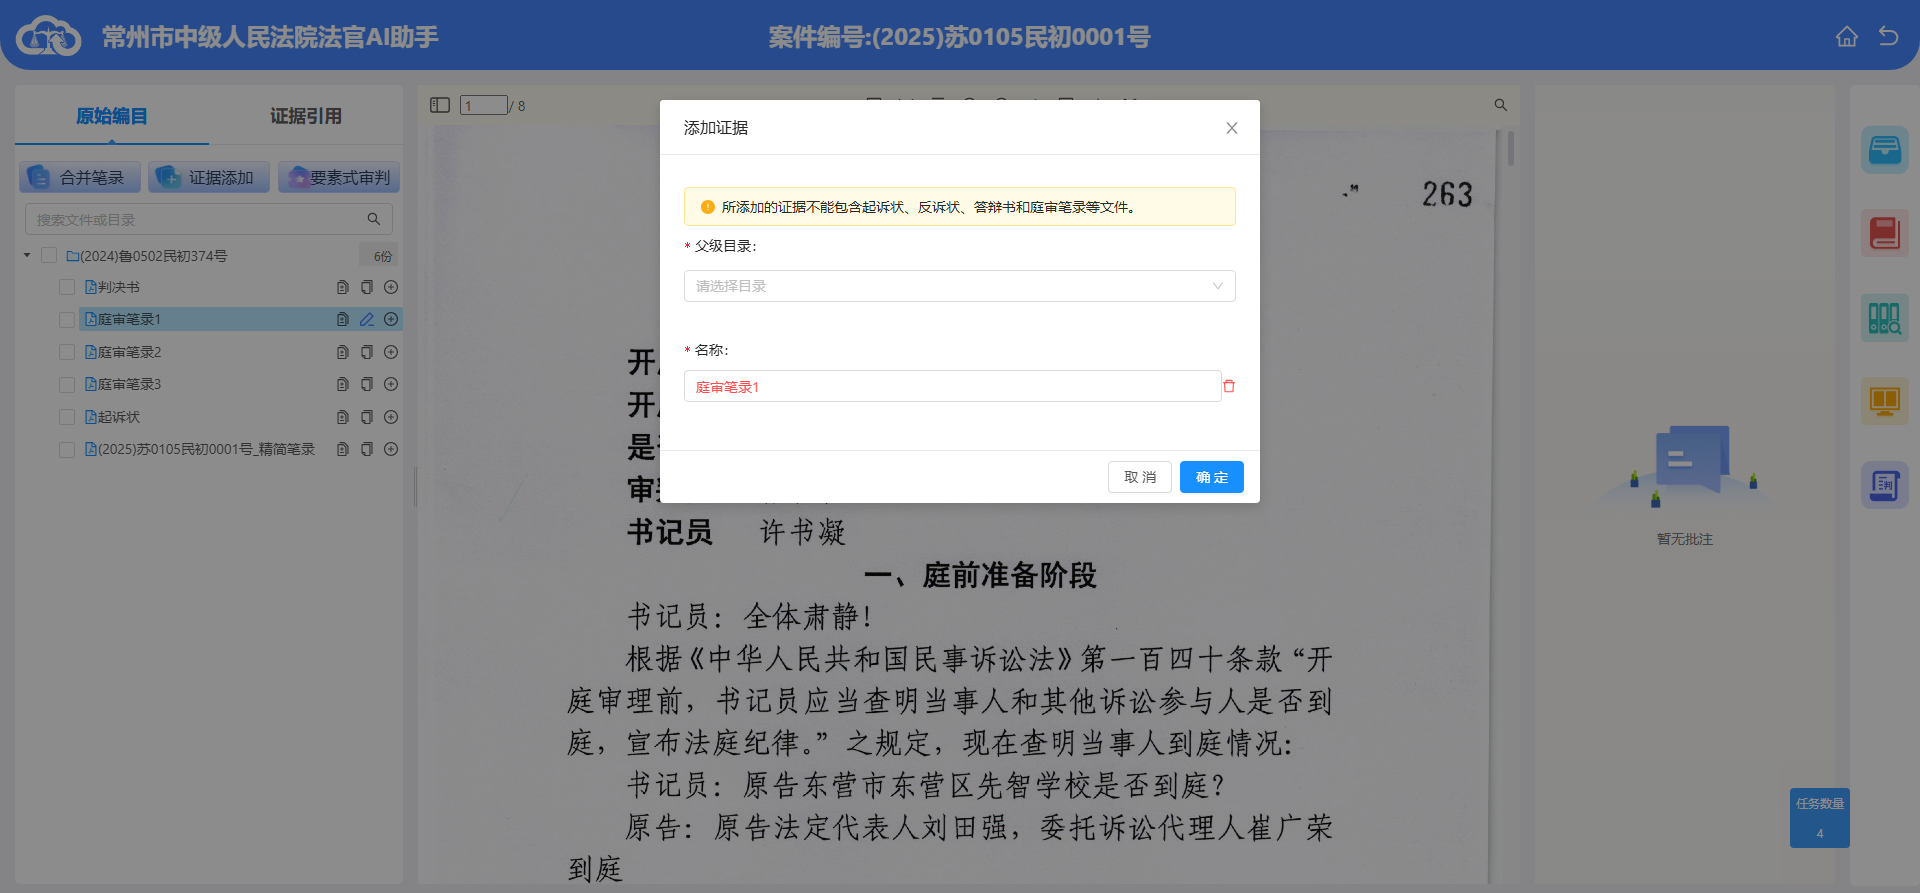 常州市中级人民法院法官AI助手
案件编号:(2025)苏0105民初0001号
原始编目
证据引用
合并笔录
证据添加
要素式审判
搜索文件或目录
(2024)鲁0502民初374号
6份
判决书
庭审笔录1
庭审笔录2
庭审笔录3
起诉状
(2025)苏0105民初0001号_精简笔录
1 / 8
添加证据
所添加的证据不能包含起诉状、反诉状、答辩书和庭审笔录等文件。
* 父级目录:
请选择目录
* 名称:
庭审笔录1
取 消
确 定
263
开
开
是
审
书记员 许书凝
一、庭前准备阶段
书记员：全体肃静！
根据《中华人民共和国民事诉讼法》第一百四十条款“开
庭审理前，书记员应当查明当事人和其他诉讼参与人是否到
庭，宣布法庭纪律。”之规定，现在查明当事人到庭情况：
书记员：原告东营市东营区先智学校是否到庭？
原告：原告法定代表人刘田强，委托诉讼代理人崔广荣
到庭
暂无批注
任务数量
4